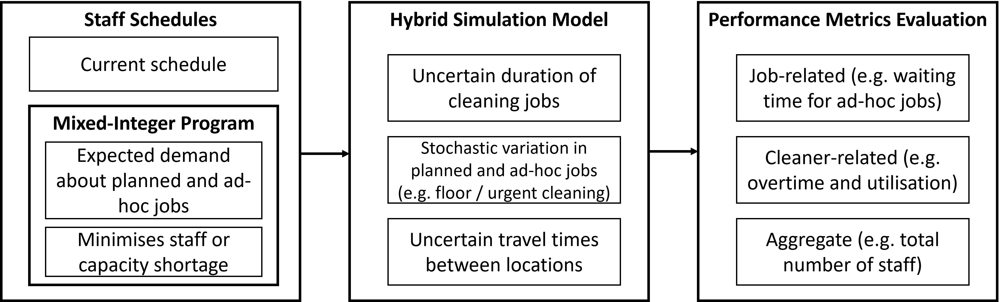 Staff Schedules
Current schedule
Mixed-Integer Program
Expected demand
about planned and ad-
hoc jobs
Minimises staff or
capacity shortage
Hybrid Simulation Model
Uncertain duration of
cleaning jobs
Stochastic variation in
planned and ad-hoc jobs
(e.g. floor / urgent cleaning)
Uncertain travel times
between locations
Performance Metrics Evaluation
Job-related (e.g. waiting
time for ad-hoc jobs)
Cleaner-related (e.g.
overtime and utilisation)
Aggregate (e.g. total
number of staff)